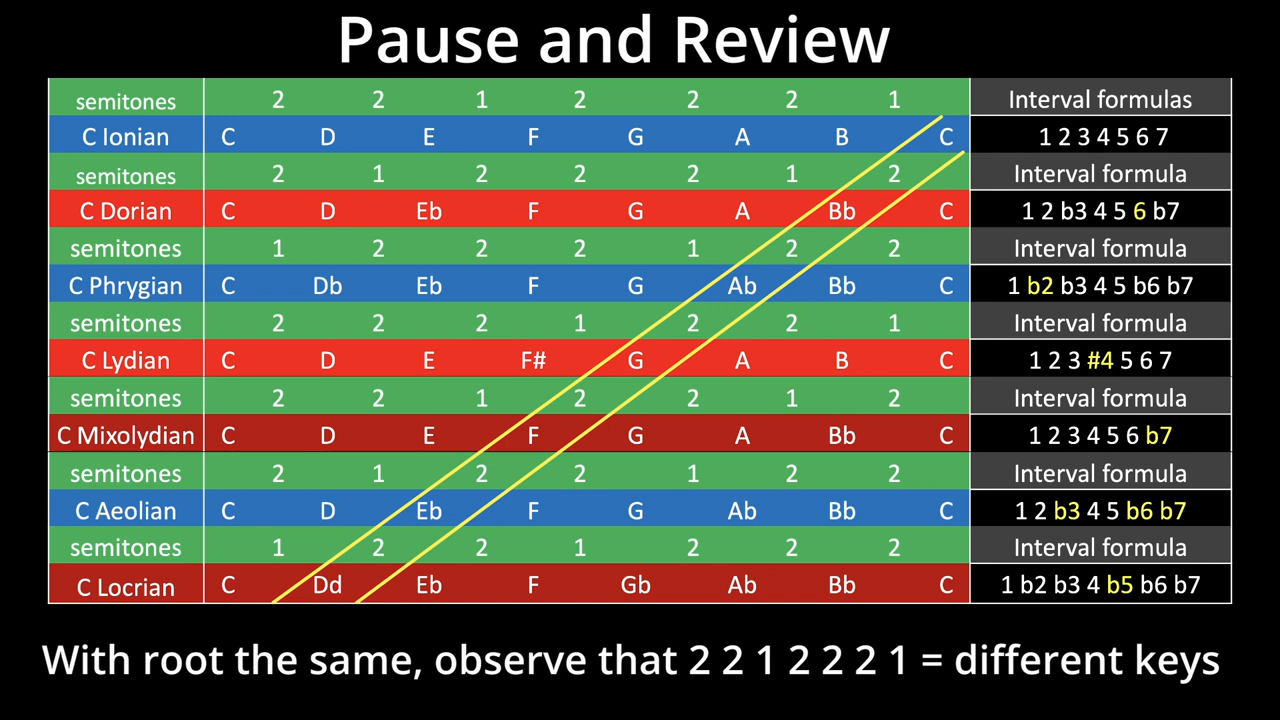 Pause and Review
semitones 2 2 1 2 2 2 1 Interval formulas
C Ionian C D E F G A B C 1 2 3 4 5 6 7
semitones 2 1 2 2 2 1 2 Interval formula
C Dorian C D Eb F G A Bb C 1 2 b3 4 5 6 b7
semitones 1 2 2 2 1 2 2 Interval formula
C Phrygian C Db Eb F G Ab Bb C 1 b2 b3 4 5 b6 b7
semitones 2 2 2 1 2 2 1 Interval formula
C Lydian C D E F# G A B C 1 2 3 #4 5 6 7
semitones 2 2 1 2 2 1 2 Interval formula
C Mixolydian C D E F G A Bb C 1 2 3 4 5 6 b7
semitones 2 1 2 2 1 2 2 Interval formula
C Aeolian C D Eb F G Ab Bb C 1 2 b3 4 5 b6 b7
semitones 1 2 2 1 2 2 2 Interval formula
C Locrian C Dd Eb F Gb Ab Bb C 1 b2 b3 4 b5 b6 b7
With root the same, observe that 2 2 1 2 2 2 1 = different keys